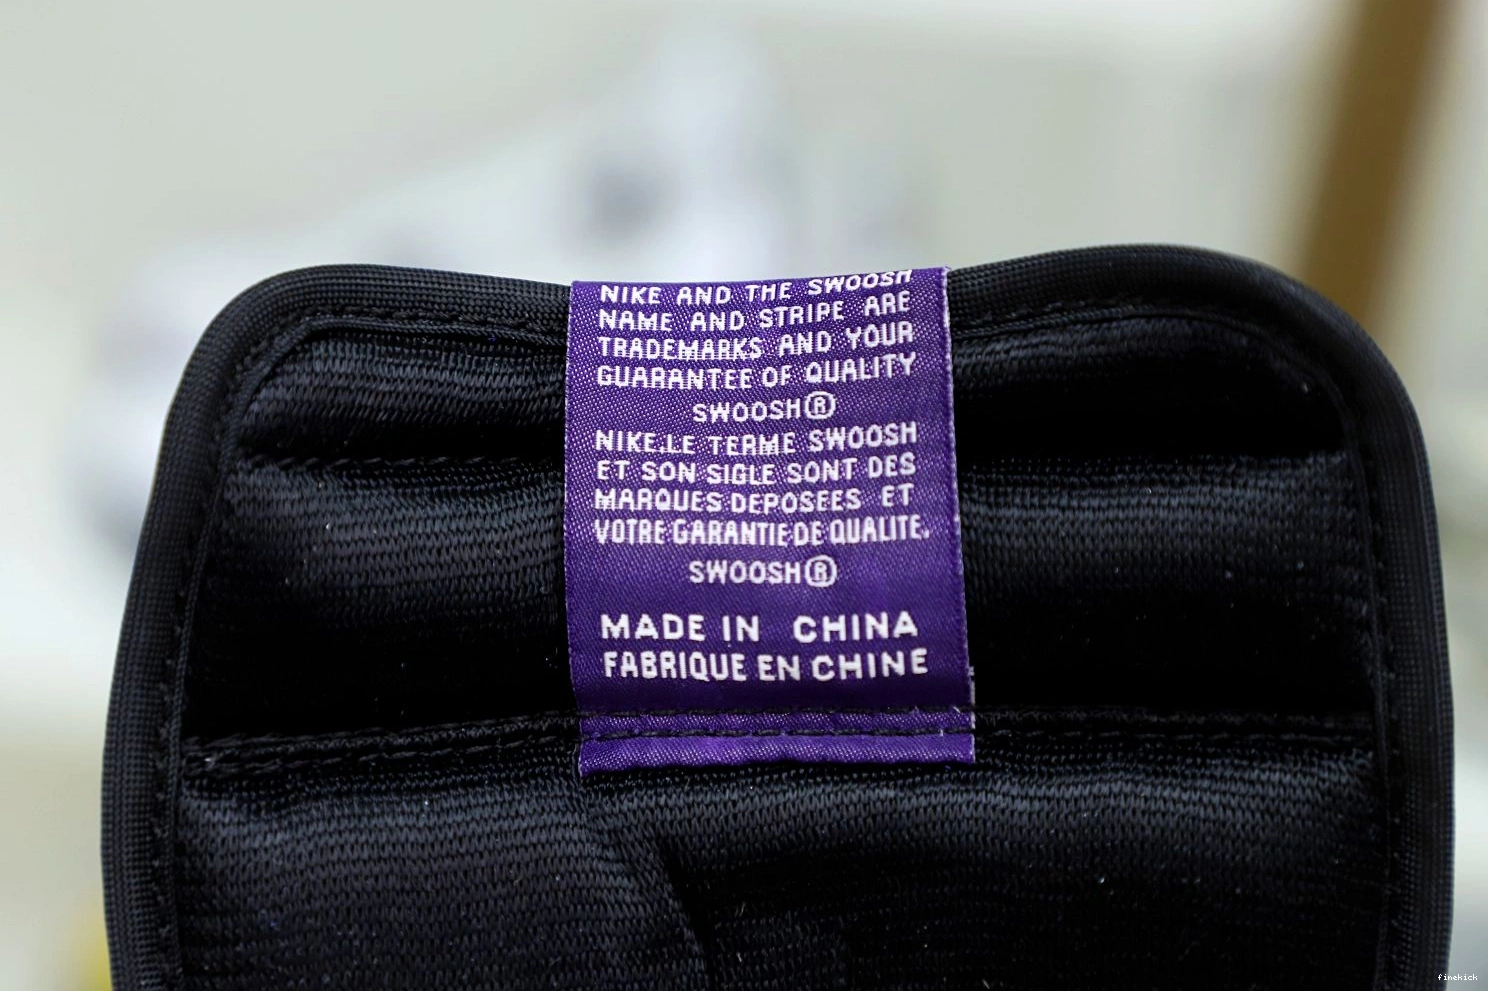 NIKE AND THE SWOOSH
NAME AND STRIPE ARE
TRADEMARKS AND YOUR
GUARANTEE OF QUALITY
SWOOSH®
NIKE,LE TERME SWOOSH
ET SON SIGLE SONT DES
MARQUES DEPOSEES ET
VOTRE GARANTIE DE QUALITE.
SWOOSH®
MADE IN CHINA
FABRIQUE EN CHINE
finekick